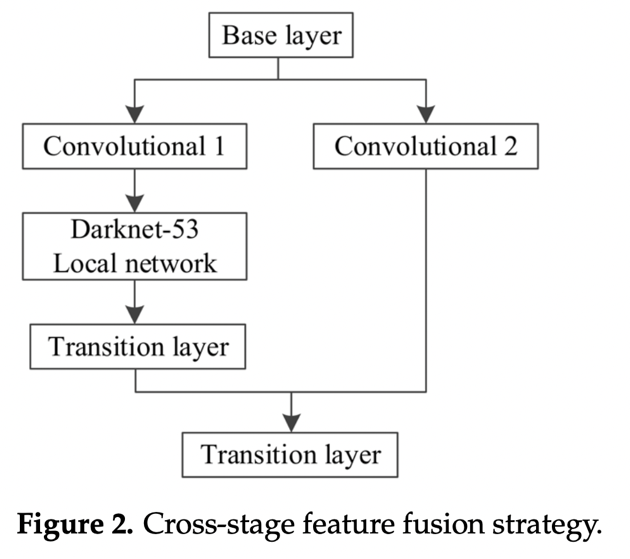 Base layer
Convolutional 1
Convolutional 2
Darknet-53
Local network
Transition layer
Transition layer
Figure 2. Cross-stage feature fusion strategy.